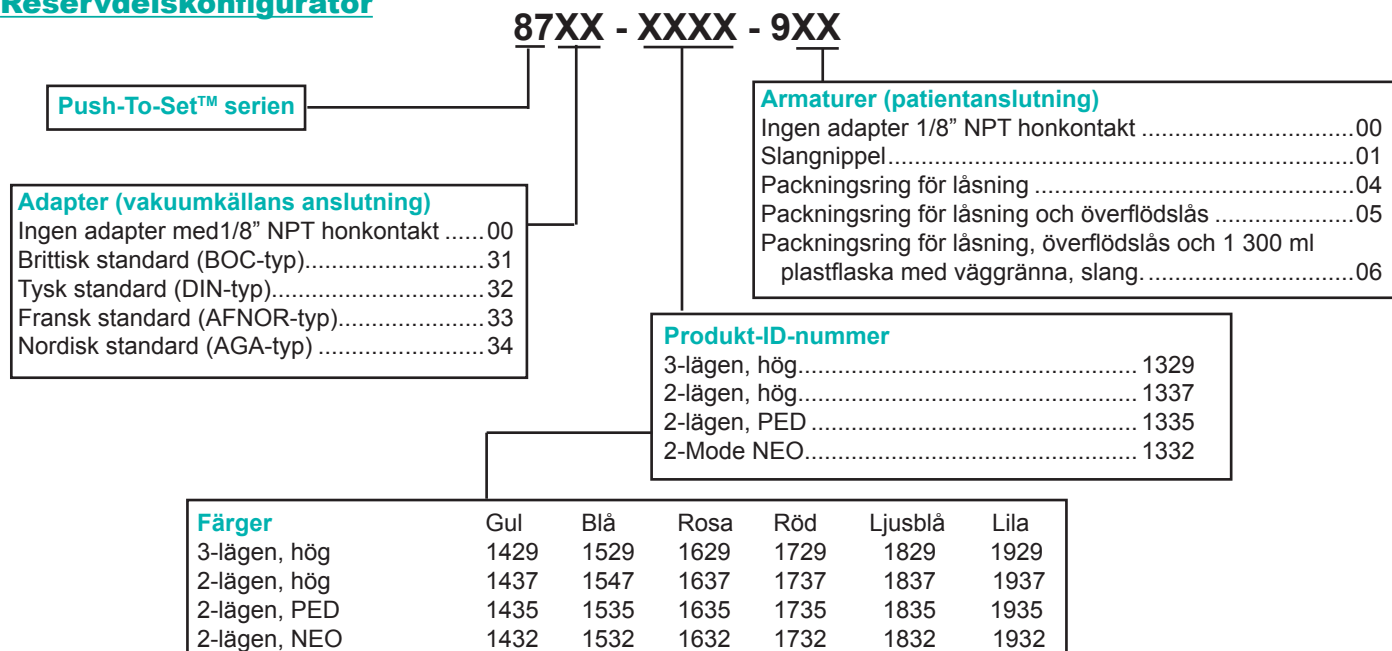 Reservdelskonfigurator
87XX - XXXX - 9XX
Push-To-Set™ serien
Armaturer (patientanslutning)
Ingen adapter 1/8” NPT honkontakt ................................00
Slangnippel.....................................................................01
Packningsring för låsning ................................................04
Packningsring för låsning och överflödslås .....................05
Packningsring för låsning, överflödslås och 1 300 ml
plastflaska med väggränna, slang. ................................06
Adapter (vakuumkällans anslutning)
Ingen adapter med1/8” NPT honkontakt ......00
Brittisk standard (BOC-typ)...........................31
Tysk standard (DIN-typ)................................32
Fransk standard (AFNOR-typ)......................33
Nordisk standard (AGA-typ) .........................34
Produkt-ID-nummer
3-lägen, hög.................................................. 1329
2-lägen, hög.................................................. 1337
2-lägen, PED ................................................ 1335
2-Mode NEO................................................. 1332
Färger Gul Blå Rosa Röd Ljusblå Lila
3-lägen, hög 1429 1529 1629 1729 1829 1929
2-lägen, hög 1437 1547 1637 1737 1837 1937
2-lägen, PED 1435 1535 1635 1735 1835 1935
2-lägen, NEO 1432 1532 1632 1732 1832 1932